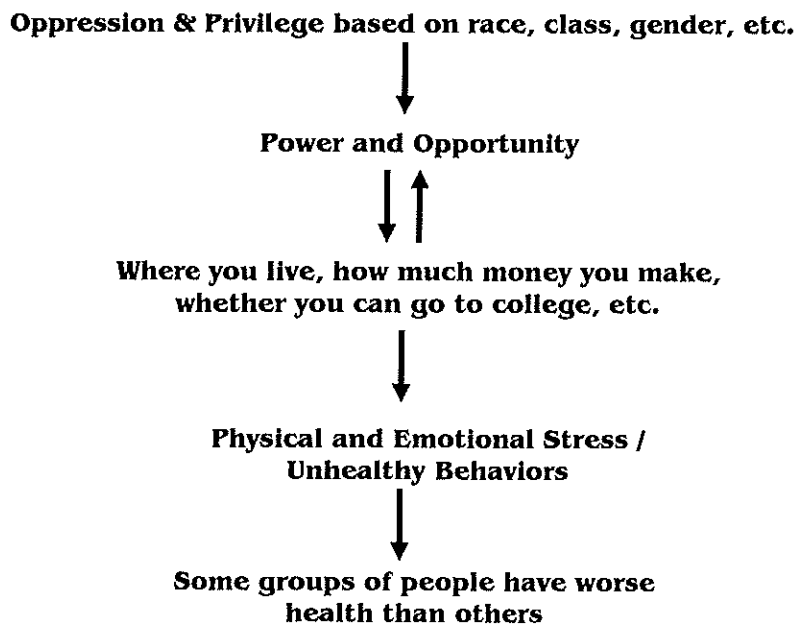 Oppression & Privilege based on race, class, gender, etc.
Power and Opportunity
Where you live, how much money you make,
whether you can go to college, etc.
Physical and Emotional Stress /
Unhealthy Behaviors
Some groups of people have worse
health than others